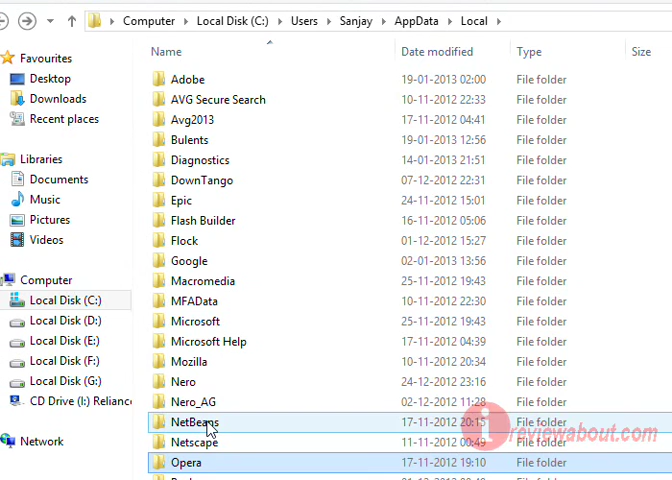 Computer Local Disk (C:) Users Sanjay AppData Local
Name Date modified Type Size
Favourites
Desktop
Downloads
Recent places
Libraries
Documents
Music
Pictures
Videos
Computer
Local Disk (C:)
Local Disk (D:)
Local Disk (E:)
Local Disk (F:)
Local Disk (G:)
CD Drive (I:) Reliance
Network
Adobe 19-01-2013 02:00 File folder
AVG Secure Search 10-11-2012 22:33 File folder
Avg2013 17-11-2012 04:41 File folder
Bulents 19-01-2013 12:56 File folder
Diagnostics 14-01-2013 21:51 File folder
DownTango 07-12-2012 22:31 File folder
Epic 24-11-2012 15:01 File folder
Flash Builder 16-11-2012 05:06 File folder
Flock 01-12-2012 15:27 File folder
Google 02-01-2013 13:56 File folder
Macromedia 25-11-2012 19:43 File folder
MFAData 10-11-2012 22:30 File folder
Microsoft 25-11-2012 19:43 File folder
Microsoft Help 17-11-2012 04:39 File folder
Mozilla 10-11-2012 20:34 File folder
Nero 24-12-2012 23:16 File folder
Nero_AG 02-12-2012 11:28 File folder
NetBeans 17-11-2012 20:15 File folder
Netscape 11-11-2012 00:49 File folder
Opera 17-11-2012 19:10 File folder
ireviewabout.com